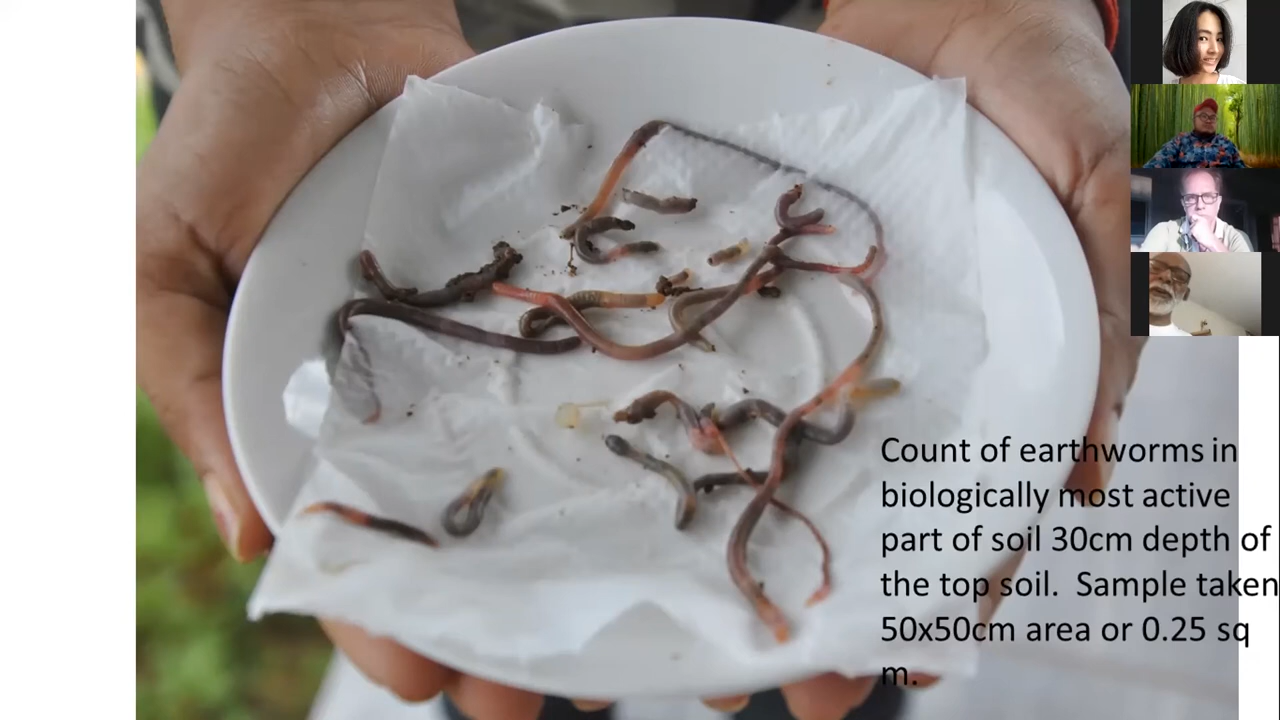 Count of earthworms in
biologically most active
part of soil 30cm depth of
the top soil.  Sample taken
50x50cm area or 0.25 sq
m.